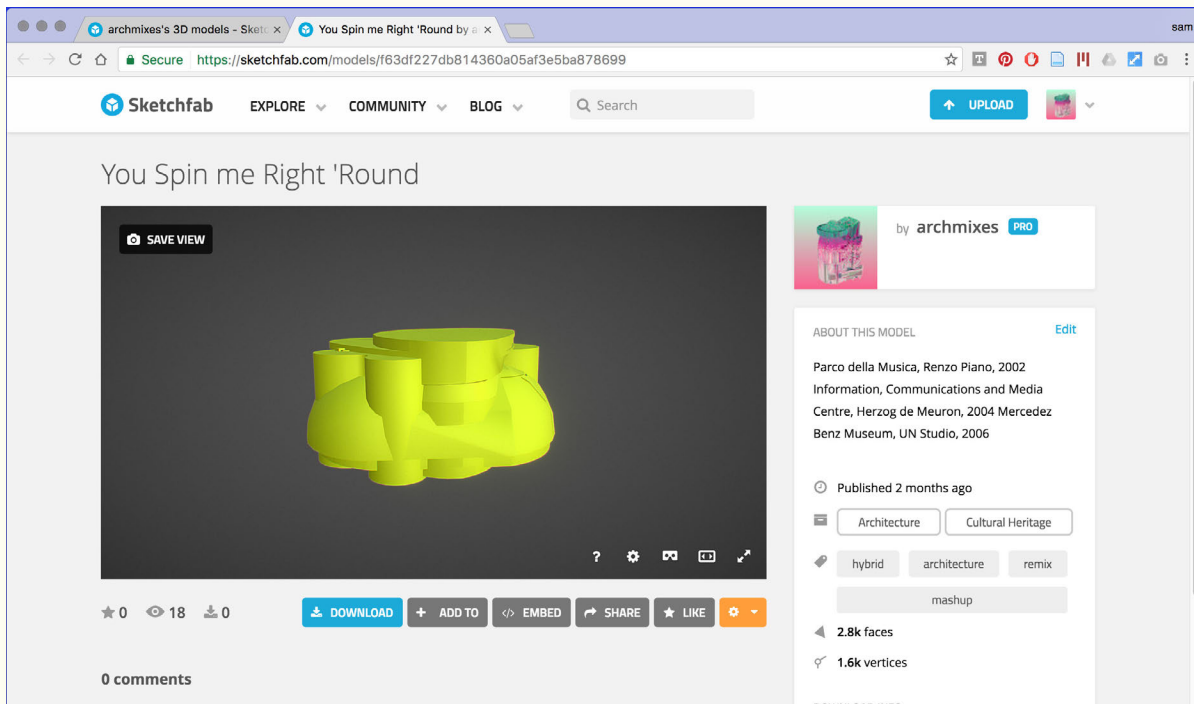 archmixes's 3D models - Sketc
You Spin me Right 'Round by a
sam
Secure
https://sketchfab.com/models/f63df227db814360a05af3e5ba878699
Sketchfab
EXPLORE
COMMUNITY
BLOG
Search
UPLOAD
You Spin me Right 'Round
SAVE VIEW
by archmixes PRO
ABOUT THIS MODEL
Edit
Parco della Musica, Renzo Piano, 2002
Information, Communications and Media
Centre, Herzog de Meuron, 2004 Mercedez
Benz Museum, UN Studio, 2006
Published 2 months ago
Architecture
Cultural Heritage
hybrid
architecture
remix
mashup
2.8k faces
1.6k vertices
?
0
18
0
DOWNLOAD
+ ADD TO
</> EMBED
SHARE
LIKE
0 comments